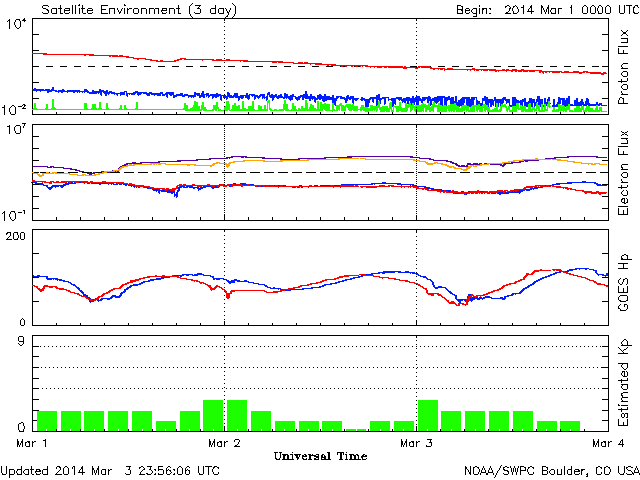 Satellite Environment (3 day)
Begin: 2014 Mar 1 0000 UTC
10^4
10^-2
Proton Flux
10^7
10^-1
Electron Flux
200
0
GOES Hp
9
0
Estimated Kp
Mar 1 Mar 2 Mar 3 Mar 4
Universal Time
Updated 2014 Mar 3 23:56:06 UTC
NOAA/SWPC Boulder, CO USA